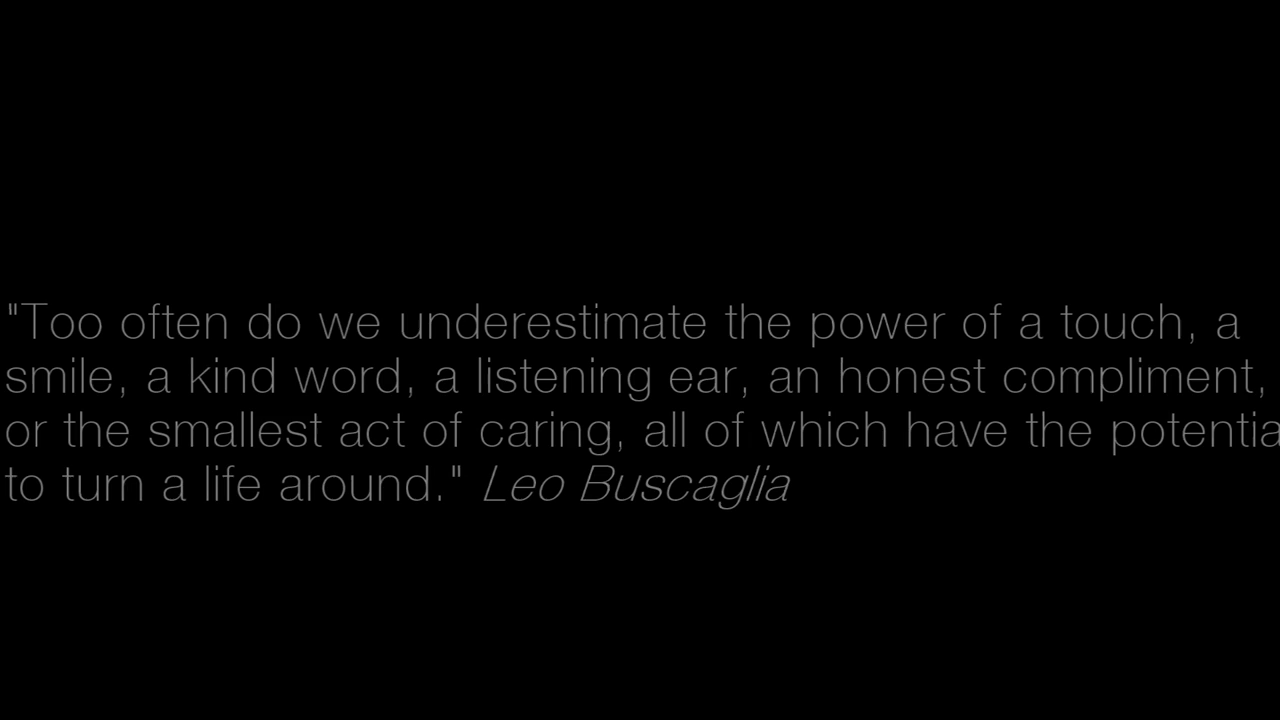 "Too often do we underestimate the power of a touch, a
smile, a kind word, a listening ear, an honest compliment,
or the smallest act of caring, all of which have the potentia
to turn a life around." Leo Buscaglia